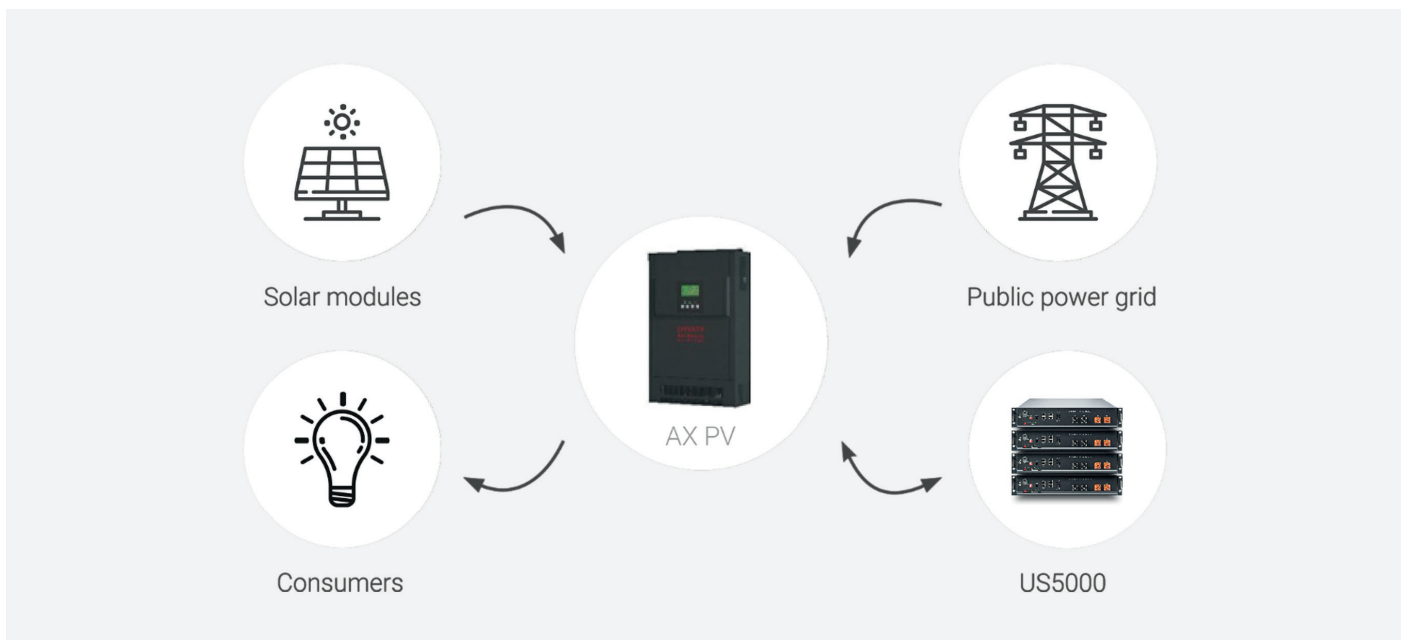 Solar modules
Public power grid
AX PV
Consumers
US5000